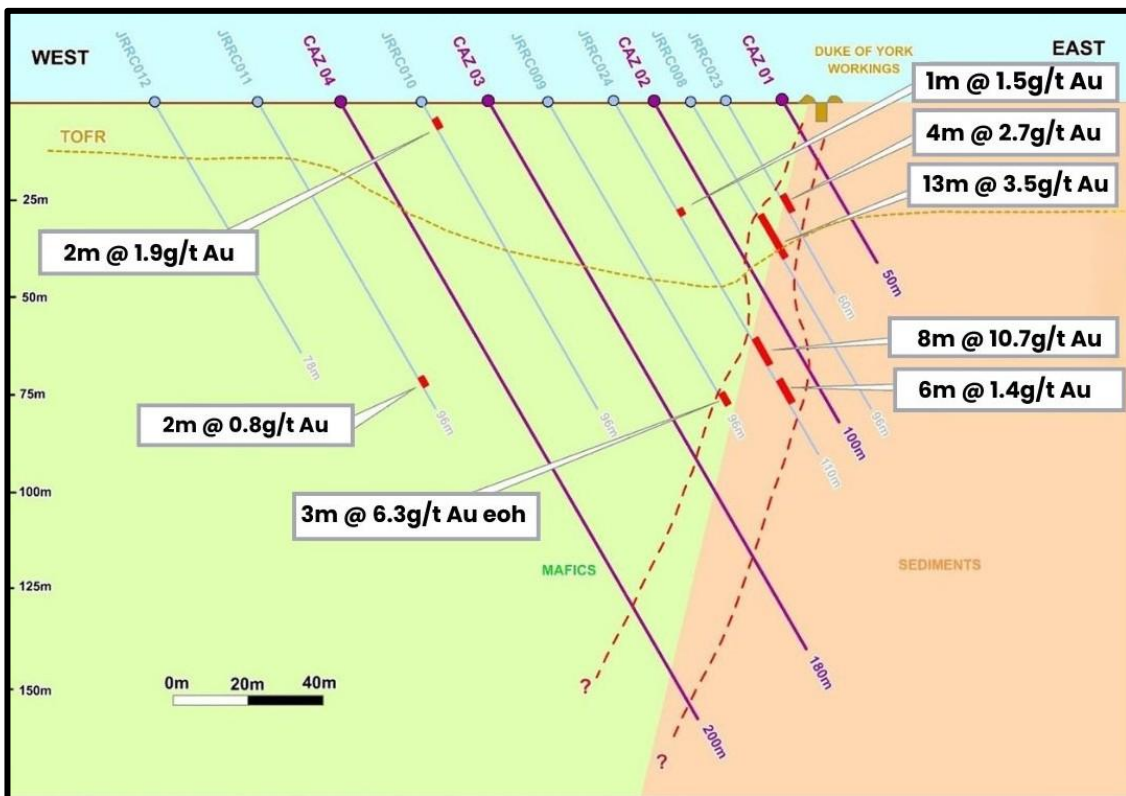 WEST
JRRC012
JRRC011
CAZ 04
JRRC010
CAZ 03
JRRC009
JRRC024
CAZ 02
JRRC008
JRRC023
CAZ 01
DUKE OF YORK
WORKINGS
EAST
1m @ 1.5g/t Au
4m @ 2.7g/t Au
13m @ 3.5g/t Au
TOFR
25m
2m @ 1.9g/t Au
50m
50m
60m
8m @ 10.7g/t Au
78m
75m
6m @ 1.4g/t Au
2m @ 0.8g/t Au
96m
96m
96m
100m
96m
110m
100m
3m @ 6.3g/t Au eoh
MAFICS
SEDIMENTS
125m
150m
0m 20m 40m
?
180m
200m
?